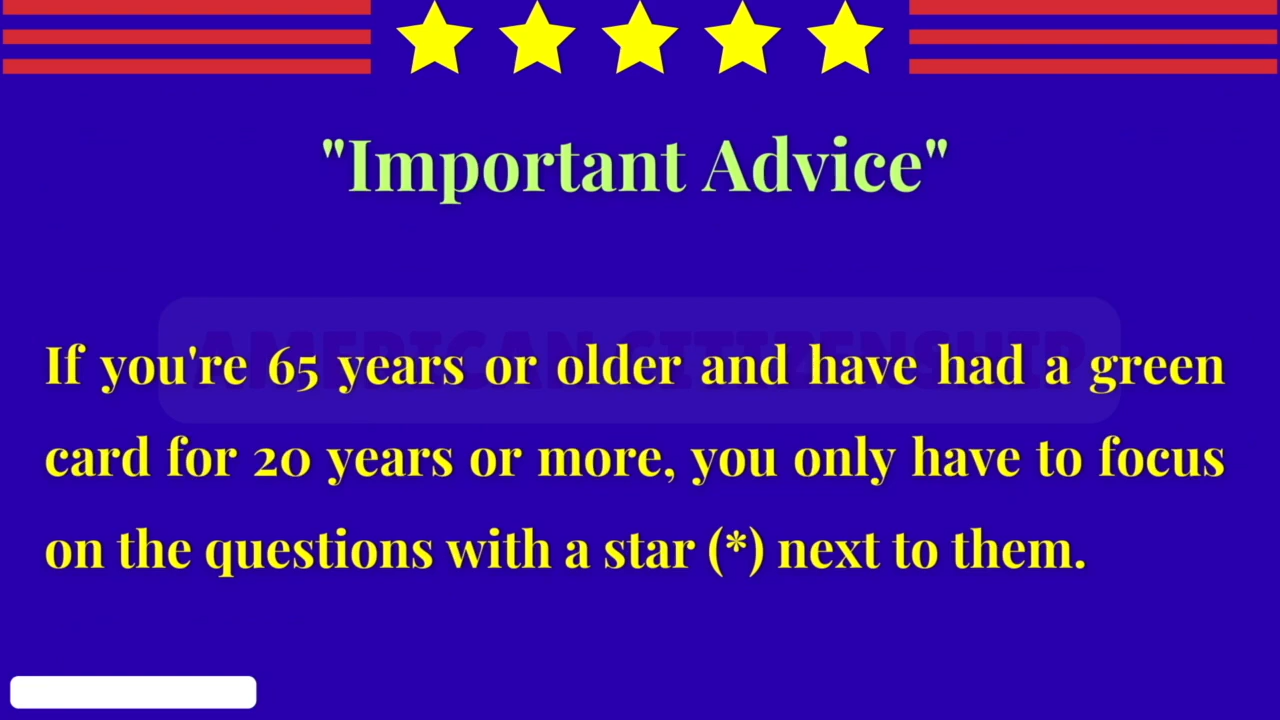 "Important Advice"
If you're 65 years or older and have had a green
card for 20 years or more, you only have to focus
on the questions with a star (*) next to them.